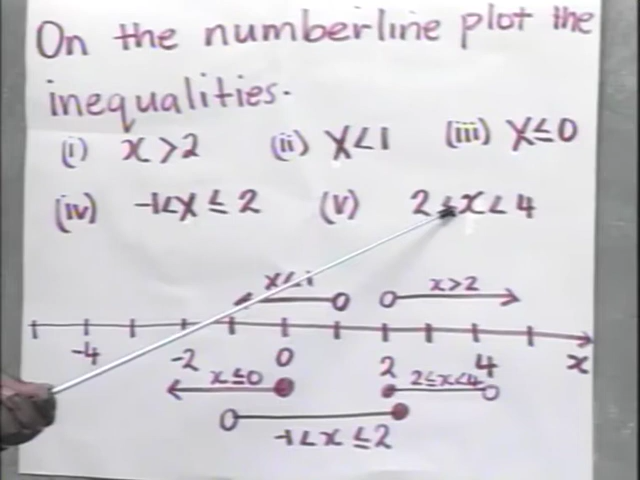 On the numberline plot the
inequalities.
(i) x > 2 (ii) x < 1 (iii) x ≤ 0
(iv) -1 < x ≤ 2 (v) 2 ≤ x < 4
x < 1 x > 2
-4 -2 0 2 4 x
x ≤ 0 2 ≤ x < 4
-1 < x ≤ 2